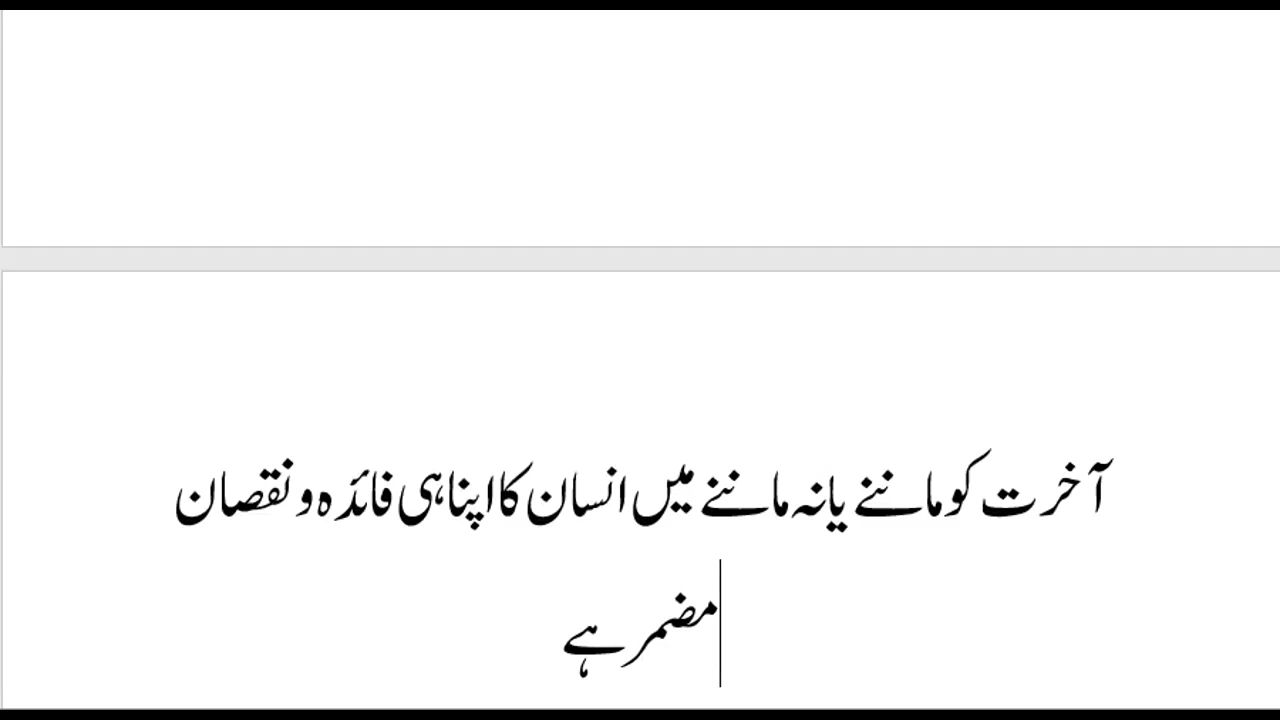 آخرت کو ماننے یا نہ ماننے میں انسان کا اپنا ہی فائدہ و نقصان
مضمر ہے